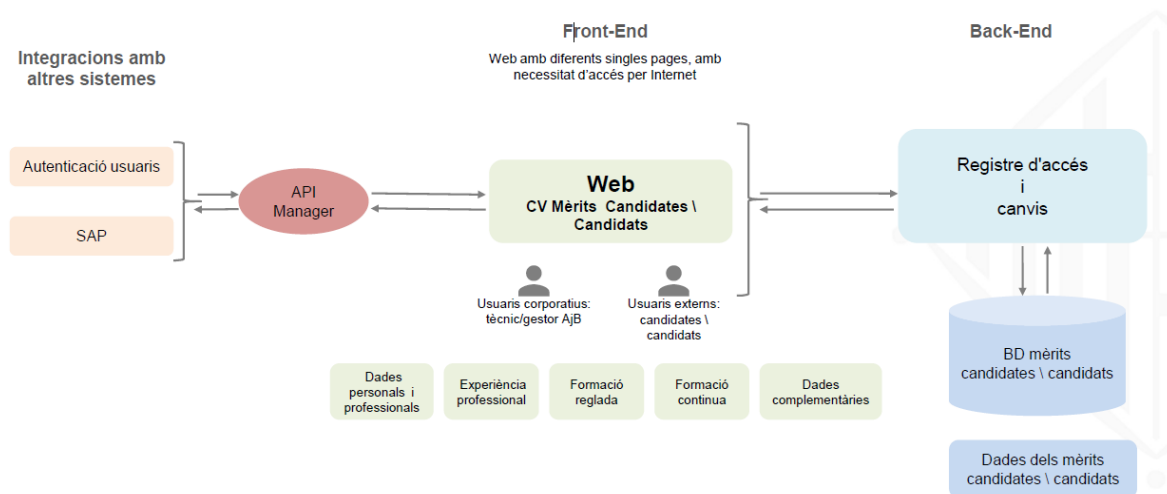 Integracions amb
altres sistemes
Autenticació usuaris
SAP
API
Manager
Front-End
Web amb diferents singles pages, amb
necessitat d'accés per Internet
Web
CV Mèrits Candidates \
Candidats
Usuaris corporatius:
tècnic/gestor AjB
Usuaris externs:
candidates \
candidats
Dades
personals i
professionals
Experiència
professional
Formació
reglada
Formació
continua
Dades
complementàries
Back-End
Registre d'accés
i
canvis
BD mèrits
candidates \ candidats
Dades dels mèrits
candidates \ candidats